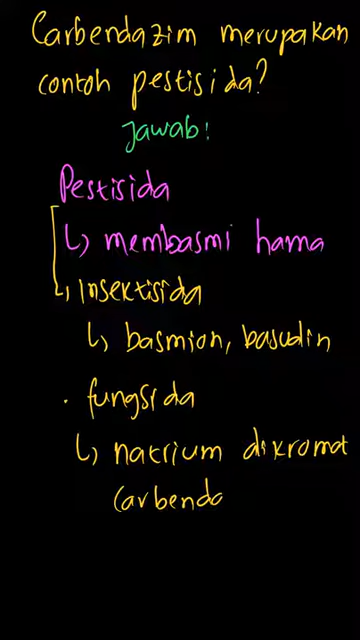 Carbendazim merupakan
contoh pestisida?
Jawab:
Pestisida
↳ membasmi hama
↳ Insektisida
↳ basmion, basudin
• fungsida
↳ natrium dikromat
Carbenda